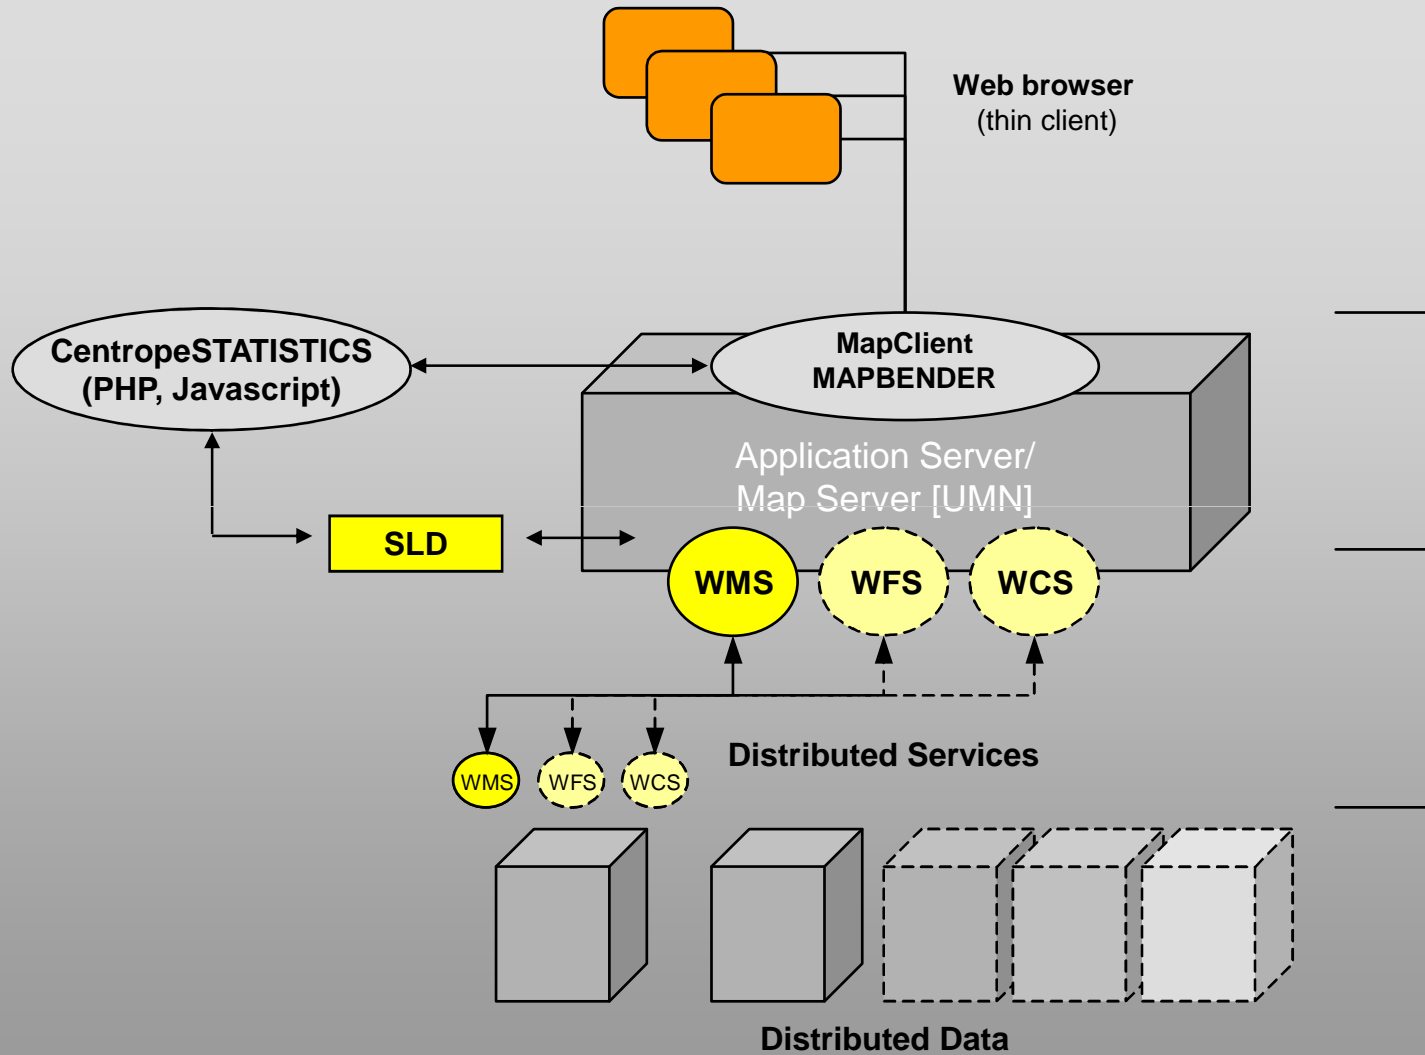 Web browser
(thin client)
CentropeSTATISTICS
(PHP, Javascript)
MapClient
MAPBENDER
Application Server/
Map Server [UMN]
SLD
WMS
WFS
WCS
Distributed Services
WMS
WFS
WCS
Distributed Data